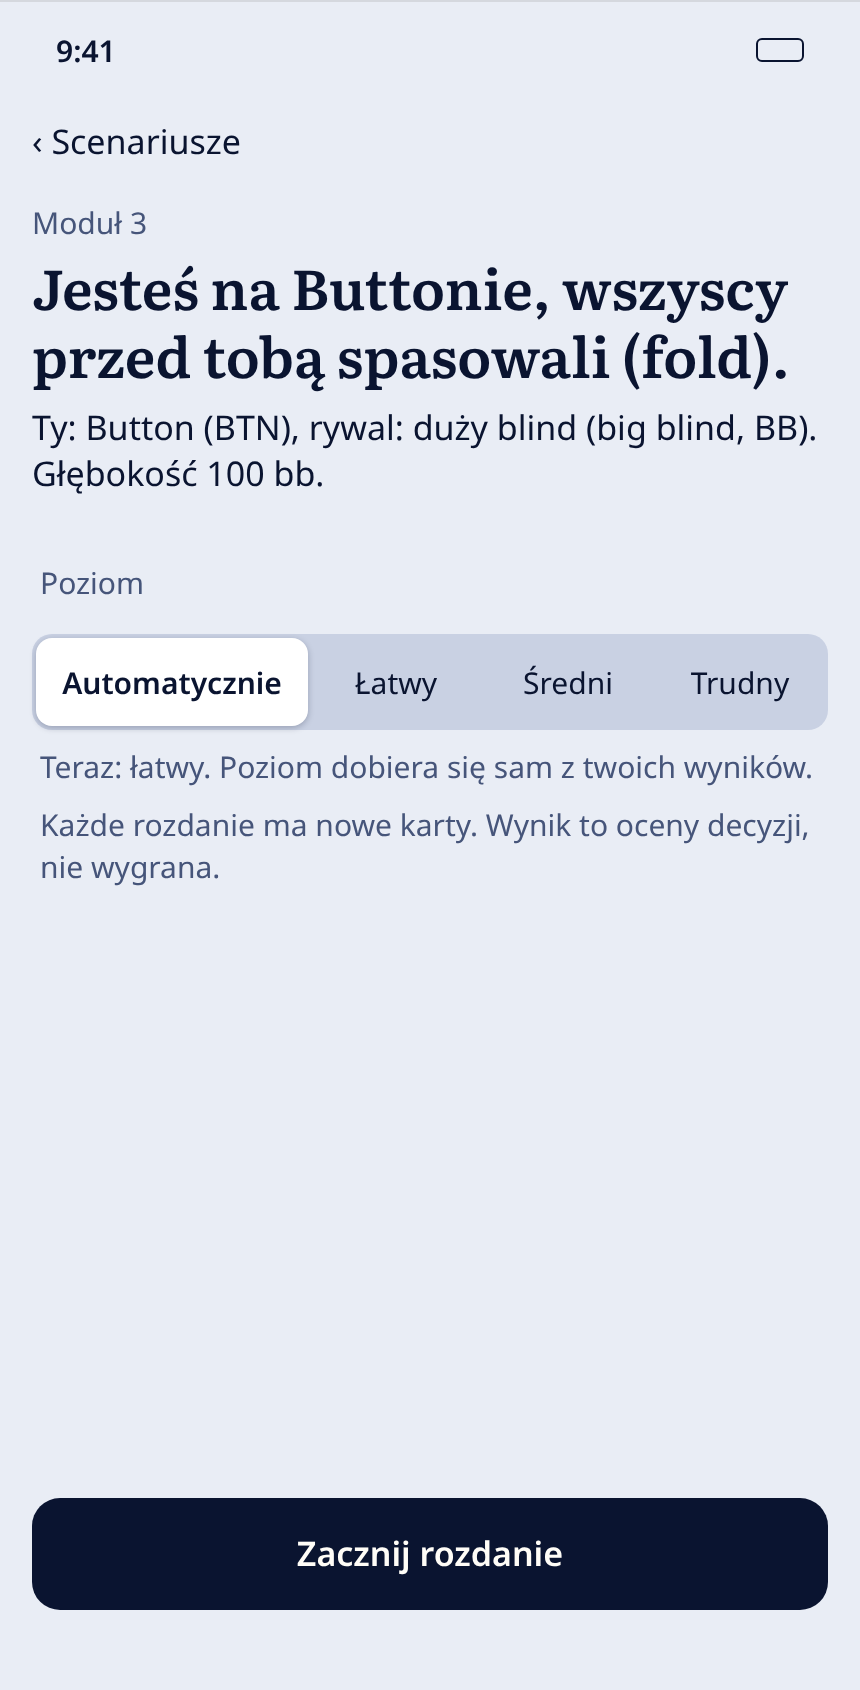 9:41
‹ Scenariusze
Moduł 3
Jesteś na Buttonie, wszyscy
przed tobą spasowali (fold).
Ty: Button (BTN), rywal: duży blind (big blind, BB).
Głębokość 100 bb.
Poziom
Automatycznie Łatwy Średni Trudny
Teraz: łatwy. Poziom dobiera się sam z twoich wyników.
Każde rozdanie ma nowe karty. Wynik to oceny decyzji,
nie wygrana.
Zacznij rozdanie